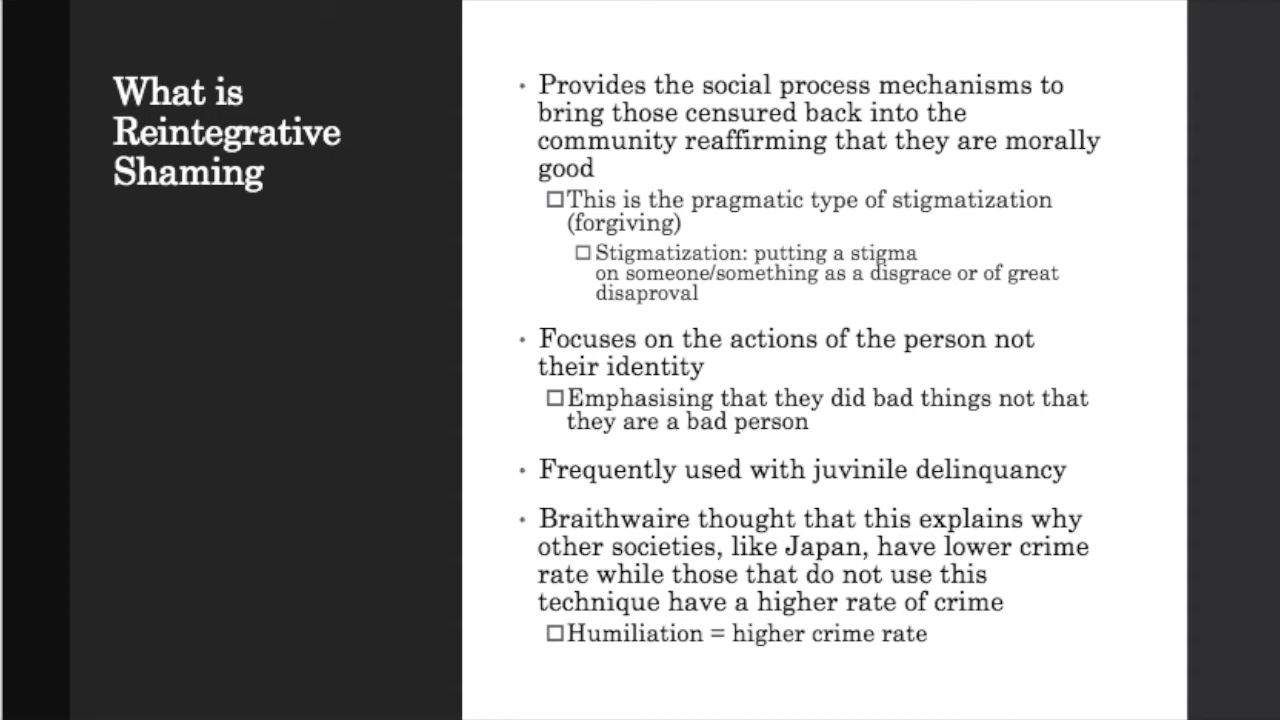 What is
Reintegrative
Shaming
• Provides the social process mechanisms to
bring those censured back into the
community reaffirming that they are morally
good
□This is the pragmatic type of stigmatization
(forgiving)
□ Stigmatization: putting a stigma
on someone/something as a disgrace or of great
disaproval
• Focuses on the actions of the person not
their identity
□Emphasising that they did bad things not that
they are a bad person
• Frequently used with juvinile delinquancy
• Braithwaire thought that this explains why
other societies, like Japan, have lower crime
rate while those that do not use this
technique have a higher rate of crime
□Humiliation = higher crime rate